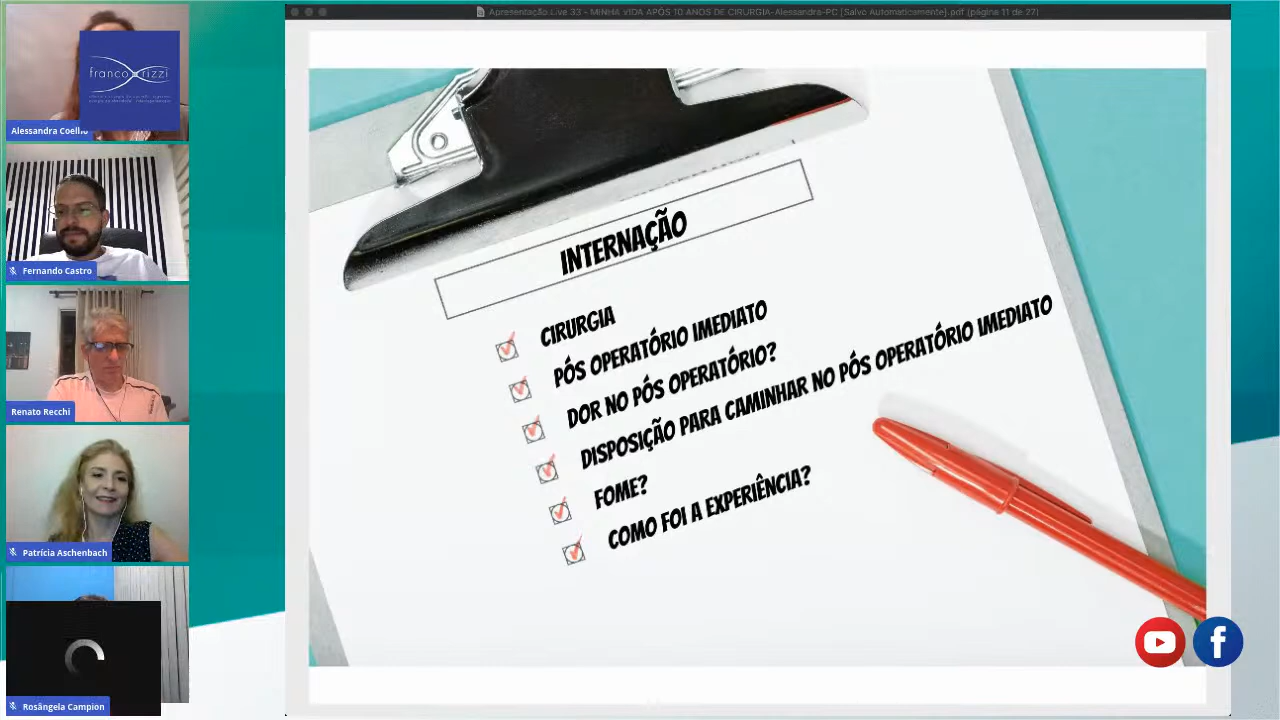 Apresentação Live 33 - MINHA VIDA APÓS 10 ANOS DE CIRURGIA-Alessandra-PC [Salvo Automaticamente].pdf (página 11 de 27)
franco rizzi
Alessandra Coelho
Fernando Castro
Renato Recchi
Patrícia Aschenbach
Rosângela Campion
INTERNAÇÃO
CIRURGIA
PÓS OPERATÓRIO IMEDIATO
DOR NO PÓS OPERATÓRIO?
DISPOSIÇÃO PARA CAMINHAR NO PÓS OPERATÓRIO IMEDIATO
FOME?
COMO FOI A EXPERIÊNCIA?